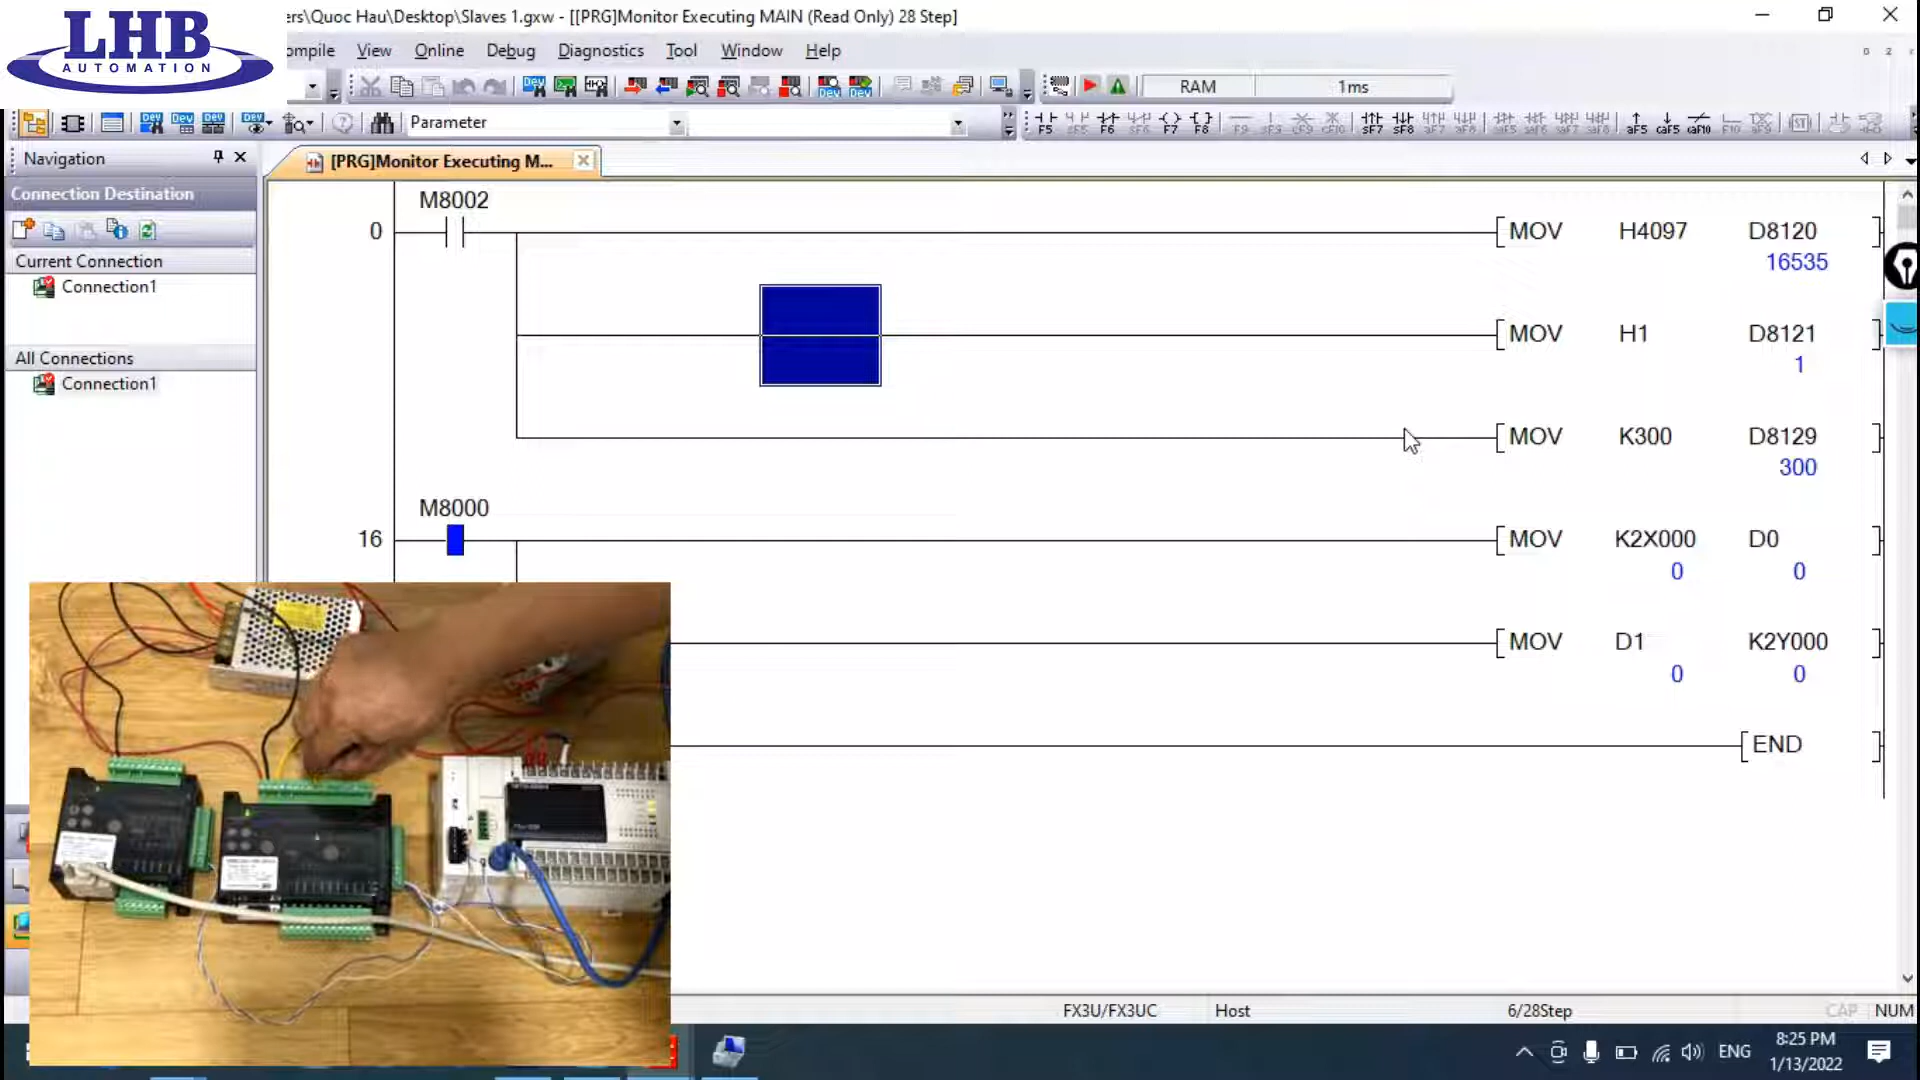 LHB
AUTOMATION
ers\Quoc Hau\Desktop\Slaves 1.gxw - [[PRG]Monitor Executing MAIN (Read Only) 28 Step]
ompile View Online Debug Diagnostics Tool Window Help
RAM 1ms
Parameter
Navigation
[PRG]Monitor Executing M...
Connection Destination
Current Connection
Connection1
All Connections
Connection1
M8002
0 MOV H4097 D8120
16535
MOV H1 D8121
1
MOV K300 D8129
300
M8000
16 MOV K2X000 D0
0 0
MOV D1 K2Y000
0 0
END
FX3U/FX3UC Host 6/28Step CAP NUM
ENG
8:25 PM
1/13/2022